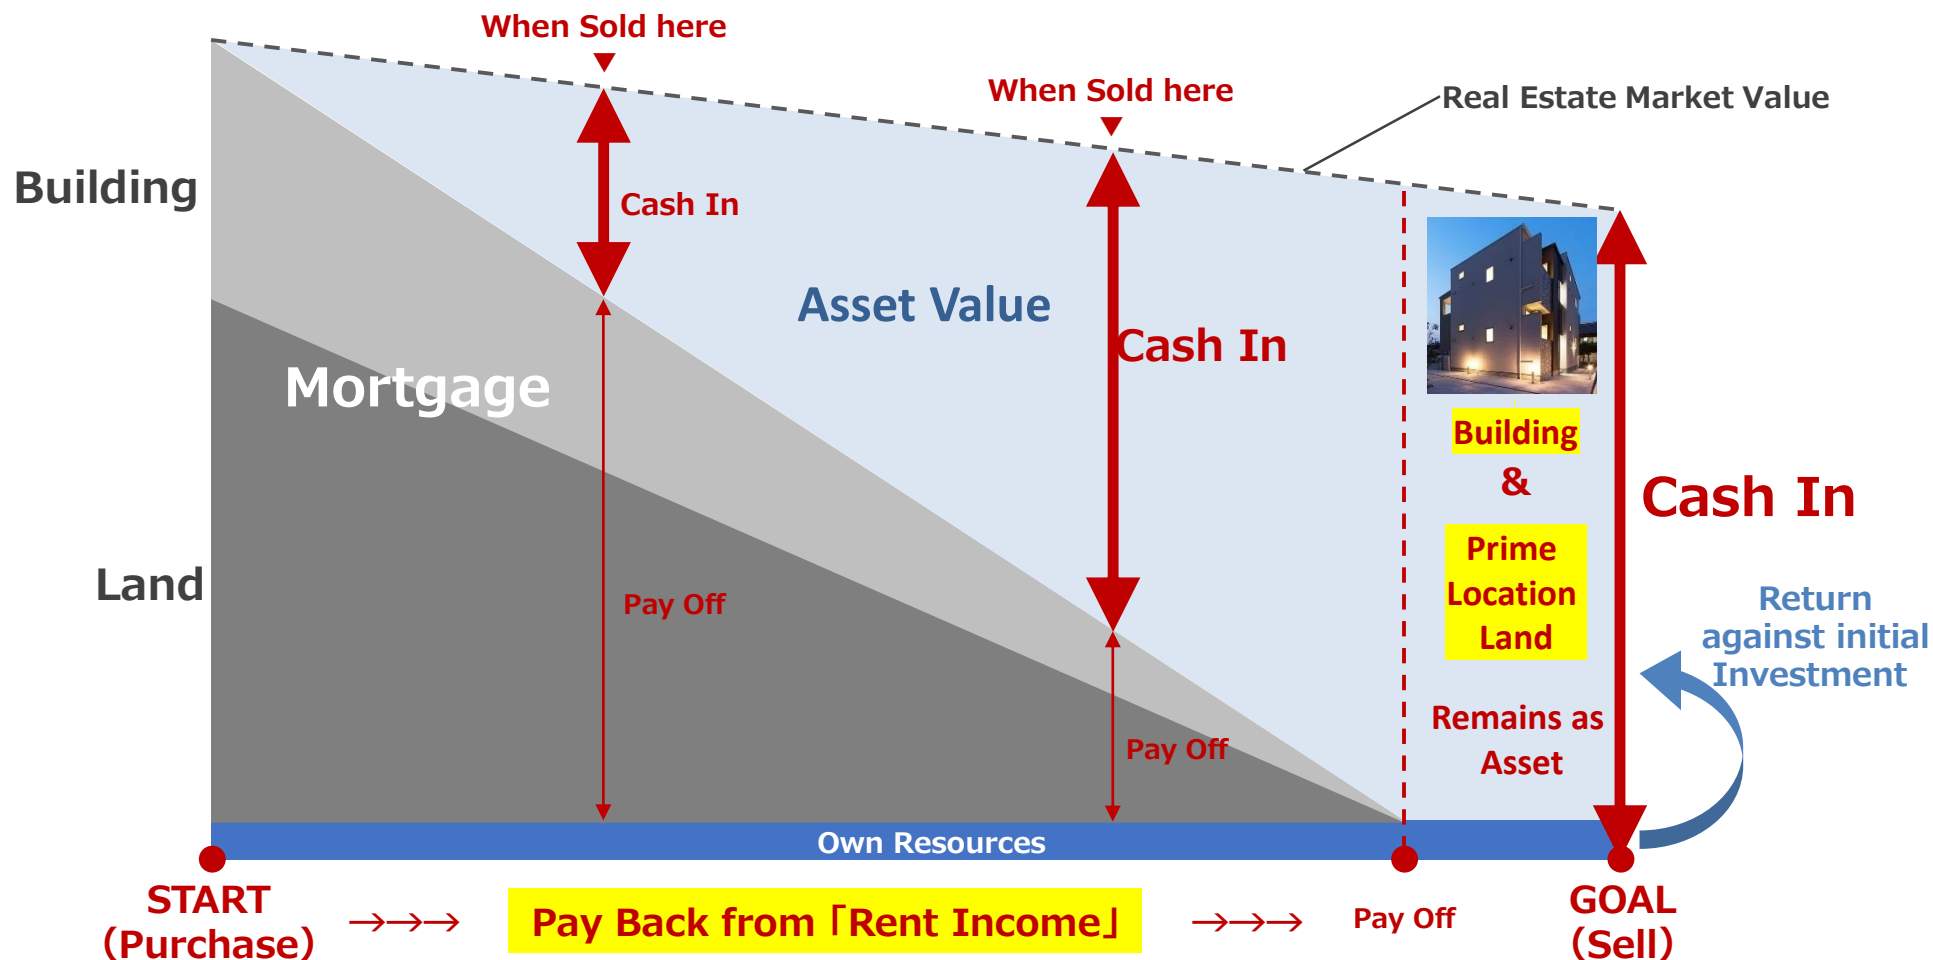 When Sold here
When Sold here
Real Estate Market Value
Building
Cash In
Asset Value
Cash In
Mortgage
Building
&
Prime
Location
Land
Cash In
Land
Pay Off
Return
against initial
Investment
Remains as
Asset
Pay Off
Own Resources
START
(Purchase)
→→→
Pay Back from「Rent Income」
→→→
Pay Off
GOAL
(Sell)